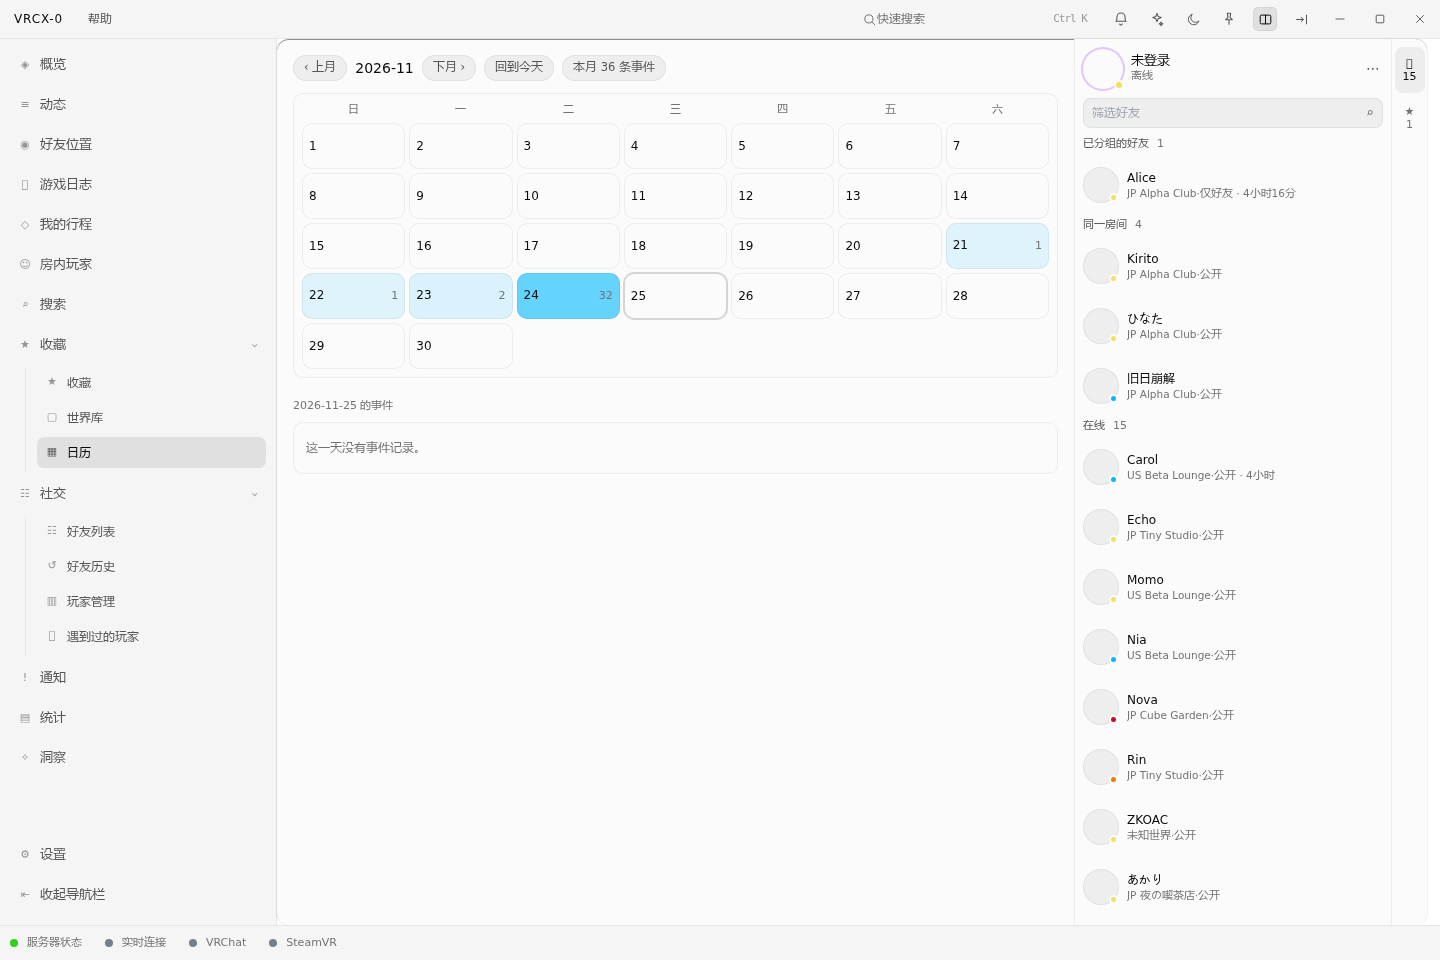 VRCX-0 帮助 快速搜索 Ctrl K
概览
动态
好友位置
游戏日志
我的行程
房内玩家
搜索
收藏
收藏
世界库
日历
社交
好友列表
好友历史
玩家管理
遇到过的玩家
通知
统计
洞察
设置
收起导航栏
‹ 上月 2026-11 下月 › 回到今天 本月 36 条事件
日 一 二 三 四 五 六
1 2 3 4 5 6 7
8 9 10 11 12 13 14
15 16 17 18 19 20 21 1
22 1 23 2 24 32 25 26 27 28
29 30
2026-11-25 的事件
这一天没有事件记录。
未登录
离线
筛选好友
已分组的好友 1
Alice
JP Alpha Club·仅好友 · 4小时16分
同一房间 4
Kirito
JP Alpha Club·公开
ひなた
JP Alpha Club·公开
旧日崩解
JP Alpha Club·公开
在线 15
Carol
US Beta Lounge·公开 · 4小时
Echo
JP Tiny Studio·公开
Momo
US Beta Lounge·公开
Nia
US Beta Lounge·公开
Nova
JP Cube Garden·公开
Rin
JP Tiny Studio·公开
ZKOAC
未知世界·公开
あかり
JP 夜の喫茶店·公开
15
★
1
服务器状态 实时连接 VRChat SteamVR